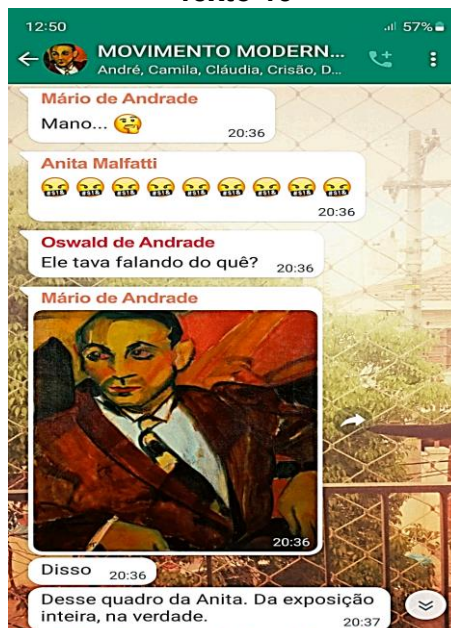 12:50
57%
MOVIMENTO MODERN...
André, Camila, Cláudia, Crisão, D...
Mário de Andrade
Mano...
20:36
Anita Malfatti
20:36
Oswald de Andrade
Ele tava falando do quê? 20:36
Mário de Andrade
20:36
Disso 20:36
Desse quadro da Anita. Da exposição
inteira, na verdade. 20:37